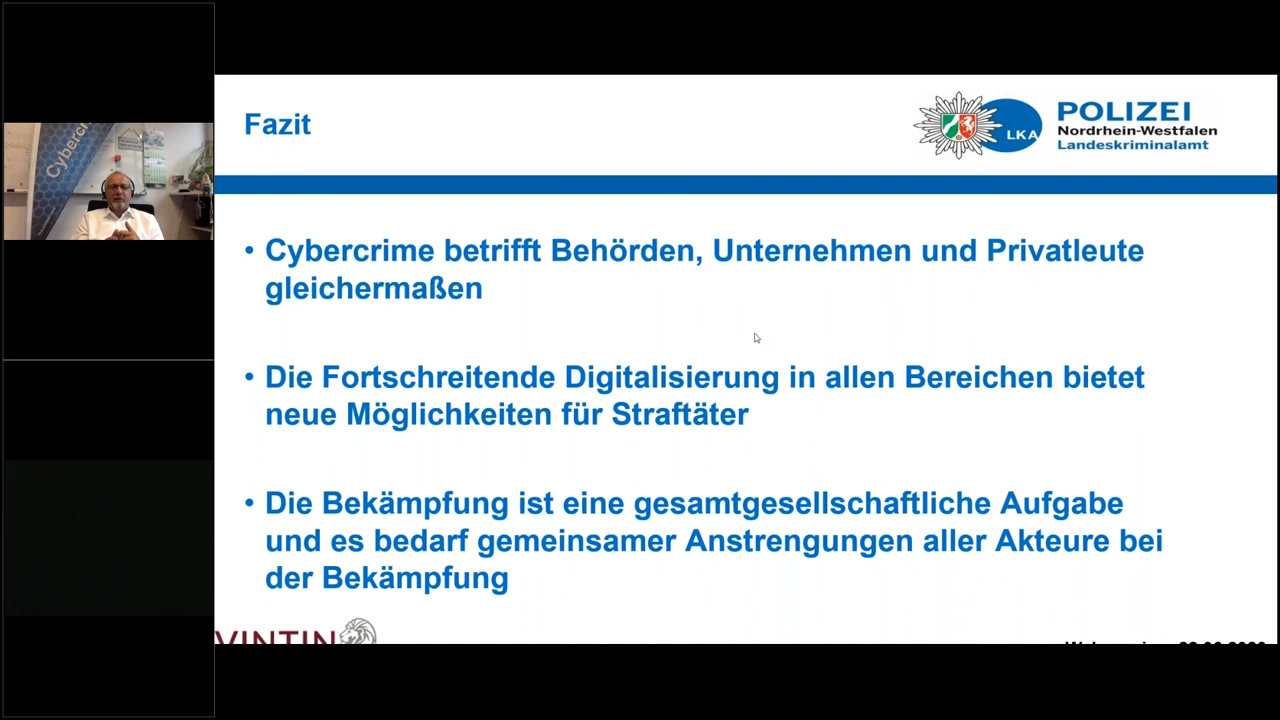 Fazit
LKA
POLIZEI
Nordrhein-Westfalen
Landeskriminalamt
• Cybercrime betrifft Behörden, Unternehmen und Privatleute
gleichermaßen
• Die Fortschreitende Digitalisierung in allen Bereichen bietet
neue Möglichkeiten für Straftäter
• Die Bekämpfung ist eine gesamtgesellschaftliche Aufgabe
und es bedarf gemeinsamer Anstrengungen aller Akteure bei
der Bekämpfung
VINTIN